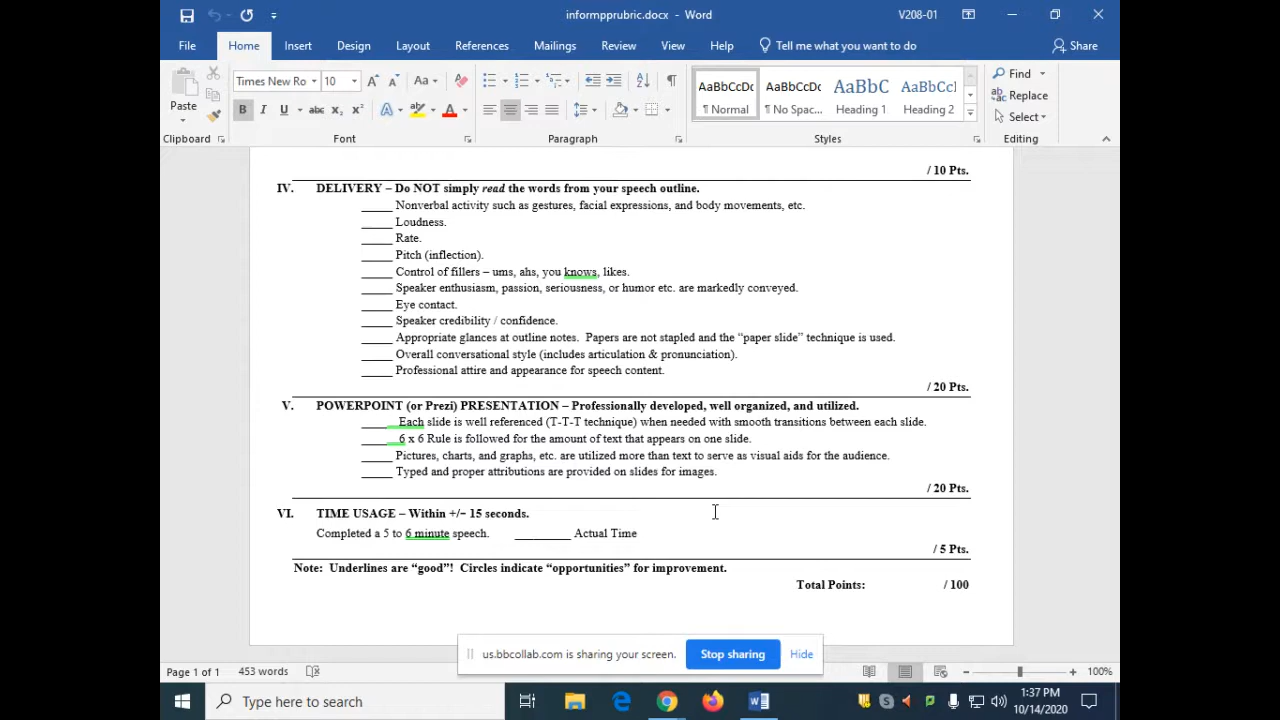 informpprubric.docx - Word
V208-01
File Home Insert Design Layout References Mailings Review View Help Tell me what you want to do Share
Paste
Times New Ro 10
AaBbCcDc AaBbCcDc AaBbC AaBbCcI
¶ Normal ¶ No Spac... Heading 1 Heading 2
Find
Replace
Select
Clipboard Font Paragraph Styles Editing
/ 10 Pts.
IV. DELIVERY – Do NOT simply read the words from your speech outline.
_____ Nonverbal activity such as gestures, facial expressions, and body movements, etc.
_____ Loudness.
_____ Rate.
_____ Pitch (inflection).
_____ Control of fillers – ums, ahs, you knows, likes.
_____ Speaker enthusiasm, passion, seriousness, or humor etc. are markedly conveyed.
_____ Eye contact.
_____ Speaker credibility / confidence.
_____ Appropriate glances at outline notes. Papers are not stapled and the “paper slide” technique is used.
_____ Overall conversational style (includes articulation & pronunciation).
_____ Professional attire and appearance for speech content.
/ 20 Pts.
V. POWERPOINT (or Prezi) PRESENTATION – Professionally developed, well organized, and utilized.
_____ Each slide is well referenced (T-T-T technique) when needed with smooth transitions between each slide.
_____ 6 x 6 Rule is followed for the amount of text that appears on one slide.
_____ Pictures, charts, and graphs, etc. are utilized more than text to serve as visual aids for the audience.
_____ Typed and proper attributions are provided on slides for images.
/ 20 Pts.
VI. TIME USAGE – Within +/– 15 seconds.
Completed a 5 to 6 minute speech. _________ Actual Time
/ 5 Pts.
Note: Underlines are “good”! Circles indicate “opportunities” for improvement.
Total Points: / 100
us.bbcollab.com is sharing your screen. Stop sharing Hide
Page 1 of 1 453 words 100%
Type here to search
1:37 PM
10/14/2020